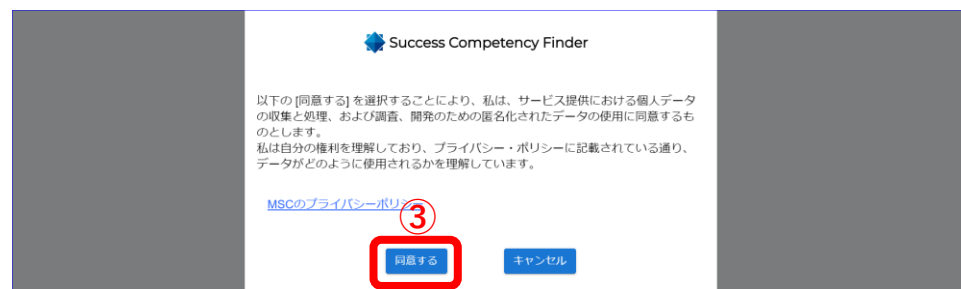 Success Competency Finder
以下の [同意する] を選択することにより、私は、サービス提供における個人データ
の収集と処理、および調査、開発のための匿名化されたデータの使用に同意するも
のとします。
私は自分の権利を理解しており、プライバシー・ポリシーに記載されている通り、
データがどのように使用されるかを理解しています。
MSCのプライバシーポリシー
③
同意する
キャンセル